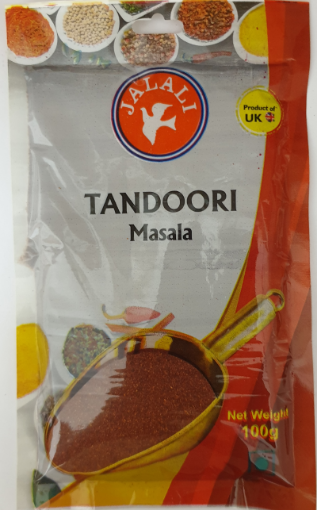 JALALI
Product of
UK
TANDOORI
Masala
Net Weight
100g